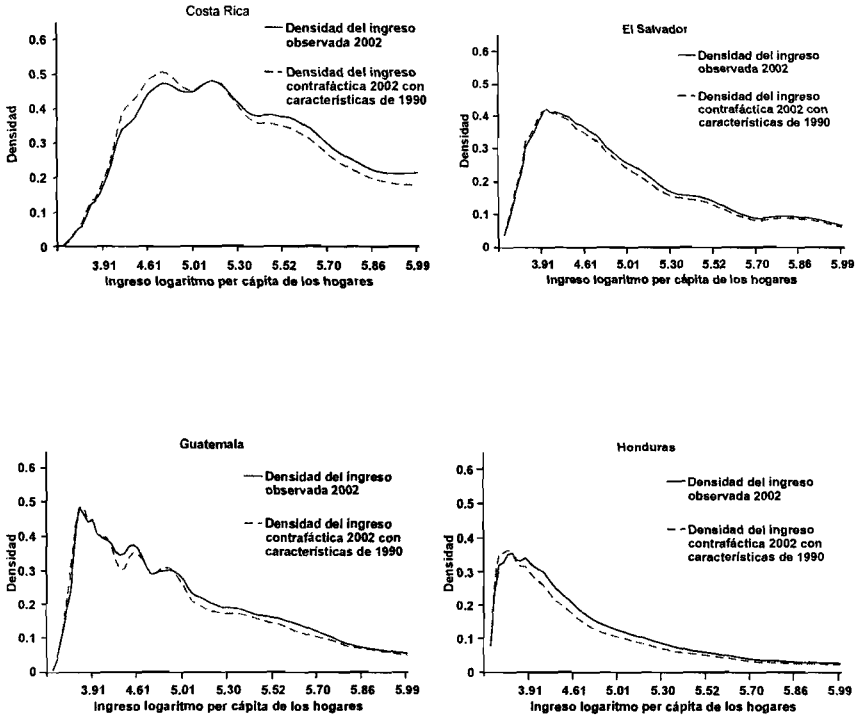 Costa Rica
Densidad del ingreso
observada 2002
Densidad del ingreso
contrafáctica 2002 con
características de 1990
Densidad
0.6
0.5
0.4
0.3
0.2
0.1
0
3.91 4.61 5.01 5.30 5.52 5.70 5.86 5.99
Ingreso logaritmo per cápita de los hogares
El Salvador
Densidad del ingreso
observada 2002
Densidad del ingreso
contrafáctica 2002 con
características de 1990
Densidad
0.6
0.5
0.4
0.3
0.2
0.1
0
3.91 4.61 5.01 5.30 5.52 5.70 5.86 5.99
Ingreso logaritmo per cápita de los hogares
Guatemala
Densidad del ingreso
observada 2002
Densidad del ingreso
contrafáctica 2002 con
características de 1990
Densidad
0.6
0.5
0.4
0.3
0.2
0.1
0
3.91 4.61 5.01 5.30 5.52 5.70 5.86 5.99
Ingreso logaritmo per cápita de los hogares
Honduras
Densidad del ingreso
observada 2002
Densidad del ingreso
contrafáctica 2002 con
características de 1990
Densidad
0.6
0.5
0.4
0.3
0.2
0.1
0
3.91 4.61 5.01 5.30 5.52 5.70 5.86 5.99
Ingreso logaritmo per cápita de los hogares